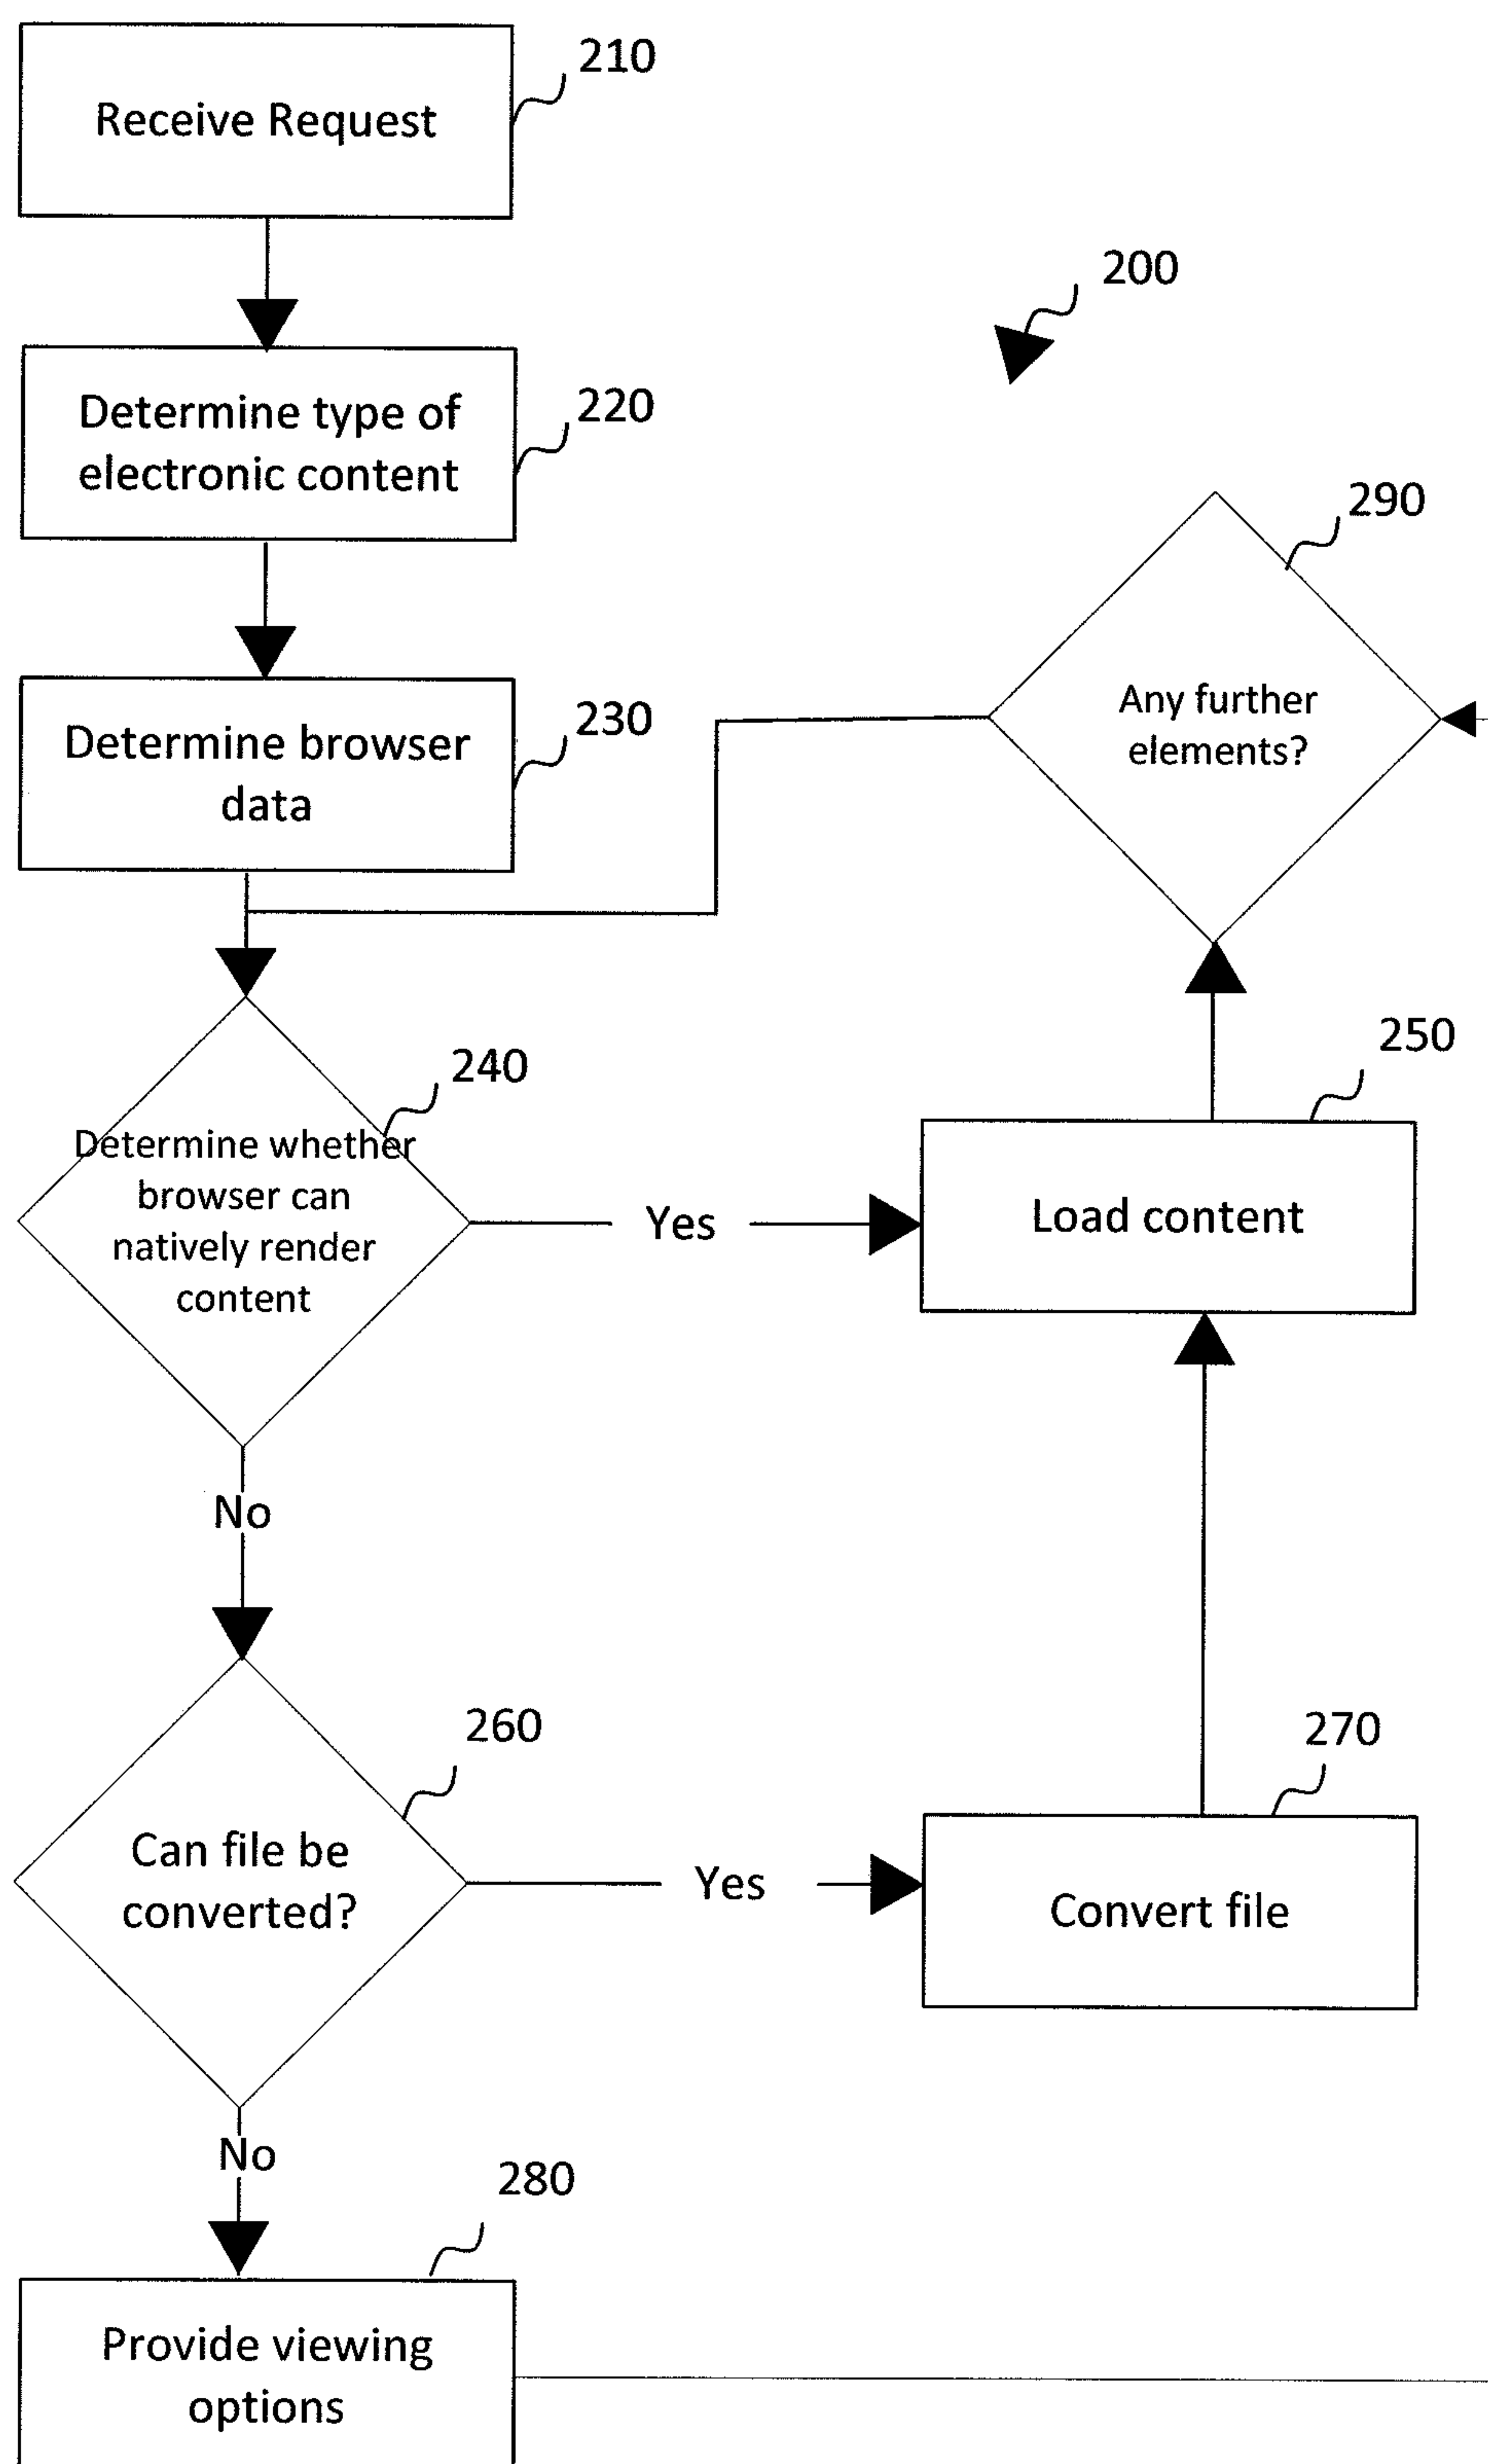 210
Receive Request
200
220
Determine type of
electronic content
290
230
Any further
elements?
Determine browser
data
250
240
Determine whether
browser can
natively render
content
Yes
Load content
No
260
270
Can file be
converted?
Yes
Convert file
No
280
Provide viewing
options